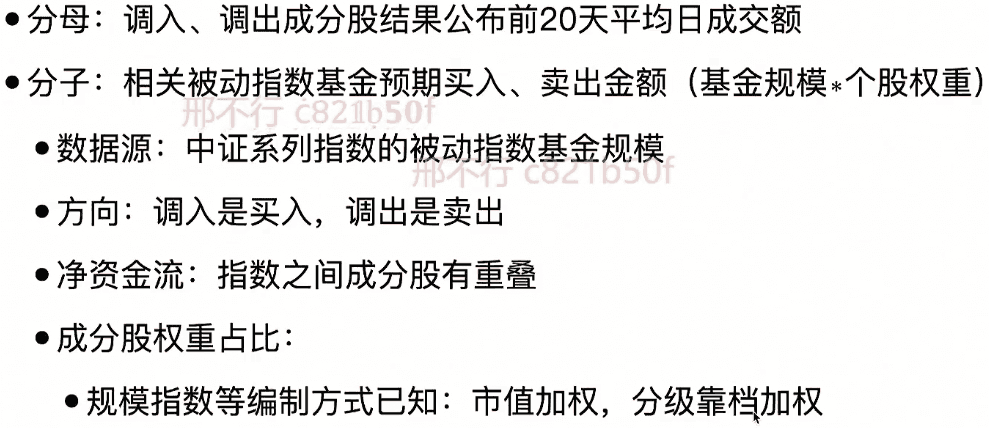 • 分母：调入、调出成分股结果公布前20天平均日成交额
• 分子：相关被动指数基金预期买入、卖出金额（基金规模*个股权重）
邢不行 c821b50f
• 数据源：中证系列指数的被动指数基金规模
邢不行 c821b50f
• 方向：调入是买入，调出是卖出
• 净资金流：指数之间成分股有重叠
• 成分股权重占比：
• 规模指数等编制方式已知：市值加权，分级靠档加权